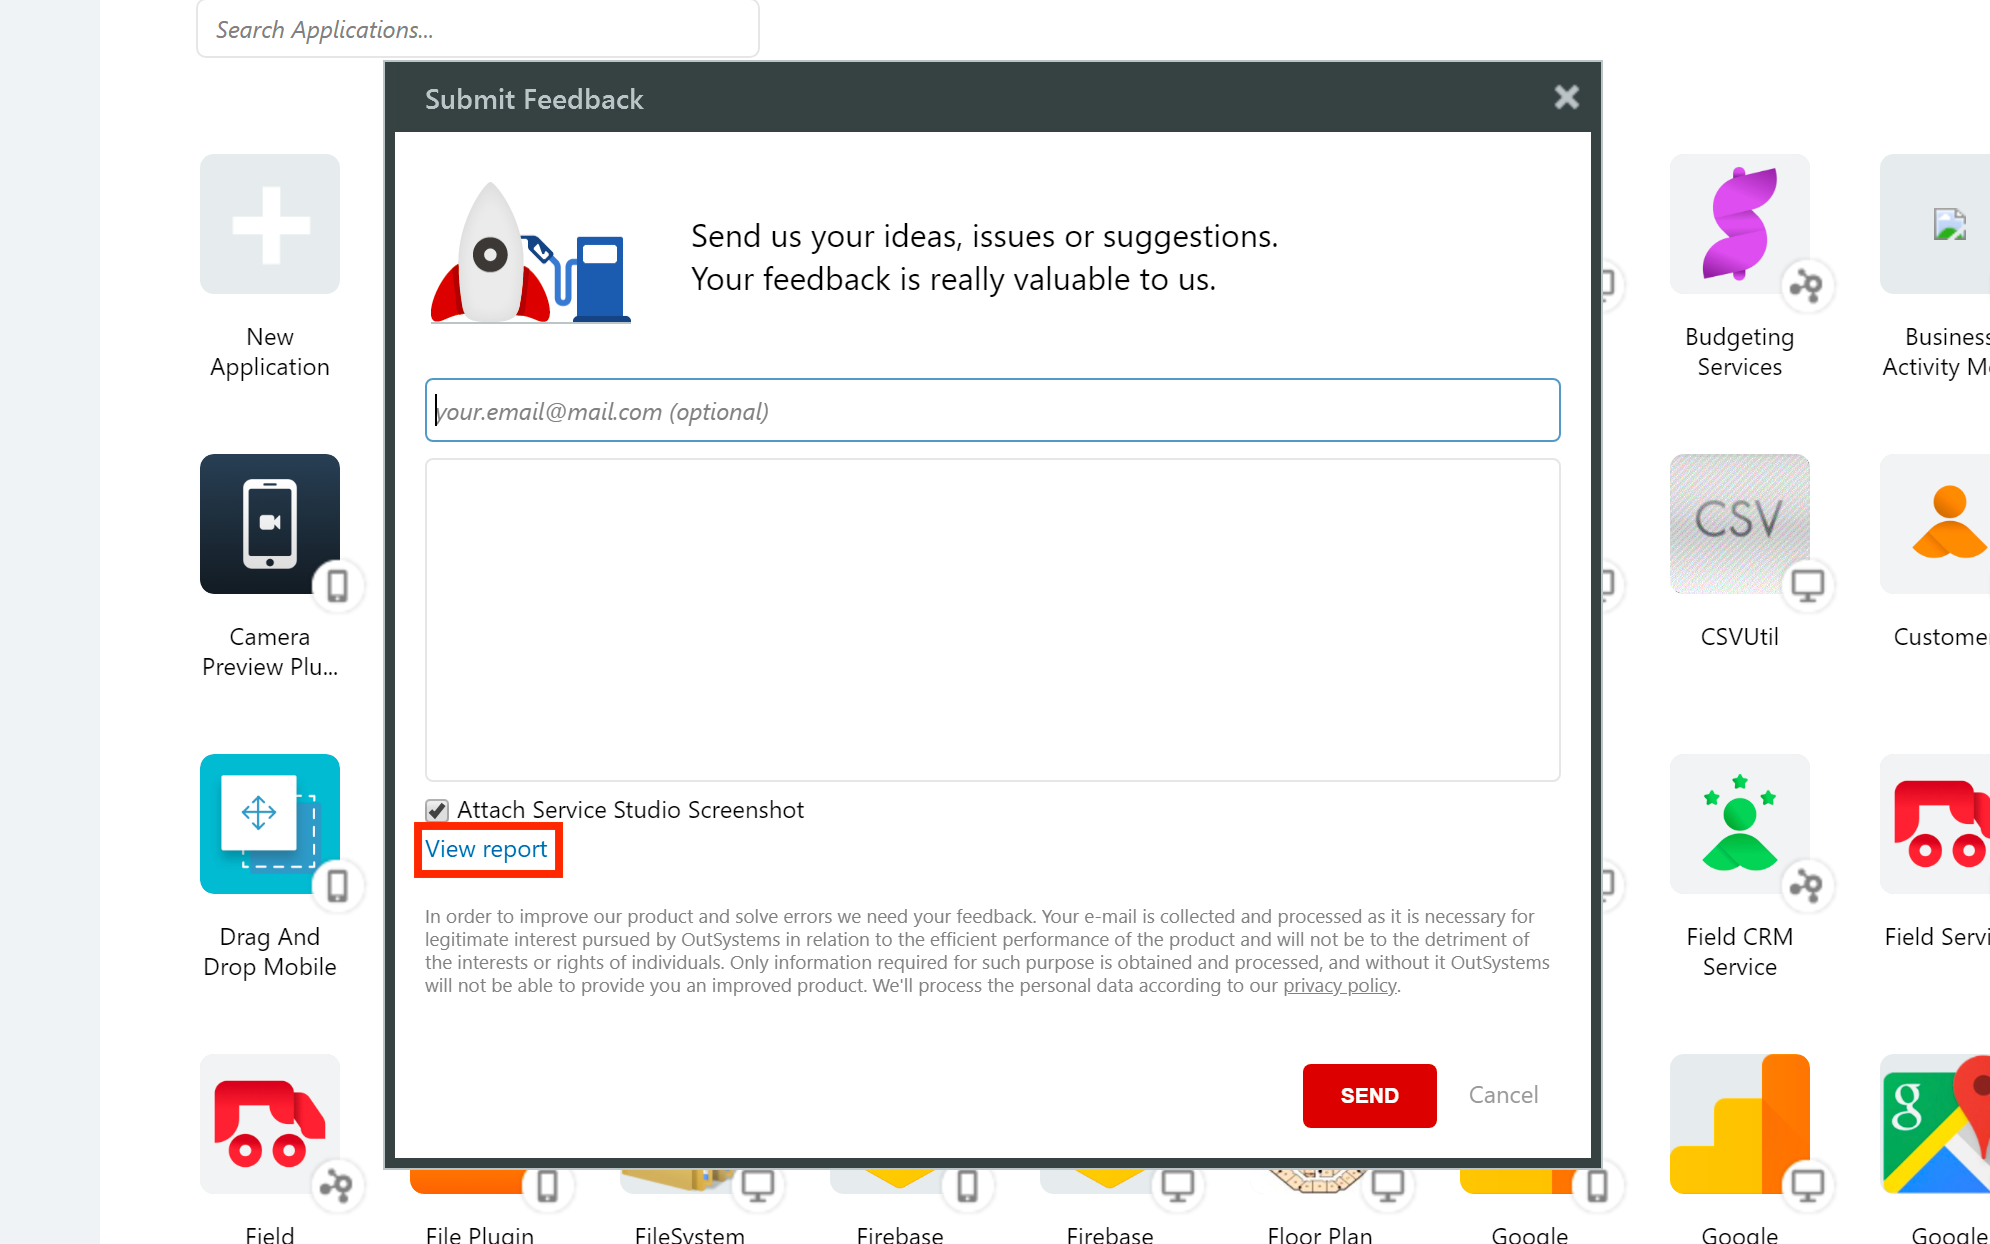 Search Applications...
Submit Feedback
Send us your ideas, issues or suggestions.
Your feedback is really valuable to us.
your.email@mail.com (optional)
Attach Service Studio Screenshot
View report
In order to improve our product and solve errors we need your feedback. Your e-mail is collected and processed as it is necessary for
legitimate interest pursued by OutSystems in relation to the efficient performance of the product and will not be to the detriment of
the interests or rights of individuals. Only information required for such purpose is obtained and processed, and without it OutSystems
will not be able to provide you an improved product. We'll process the personal data according to our privacy policy.
SEND
Cancel
New
Application
Budgeting
Services
Business
Activity Mo
Camera
Preview Plu...
CSV
CSVUtil
Customer
Drag And
Drop Mobile
Field CRM
Service
Field Servi
g
Field
File Plugin
FileSystem
Firebase
Firebase
Floor Plan
Google
Google
Google